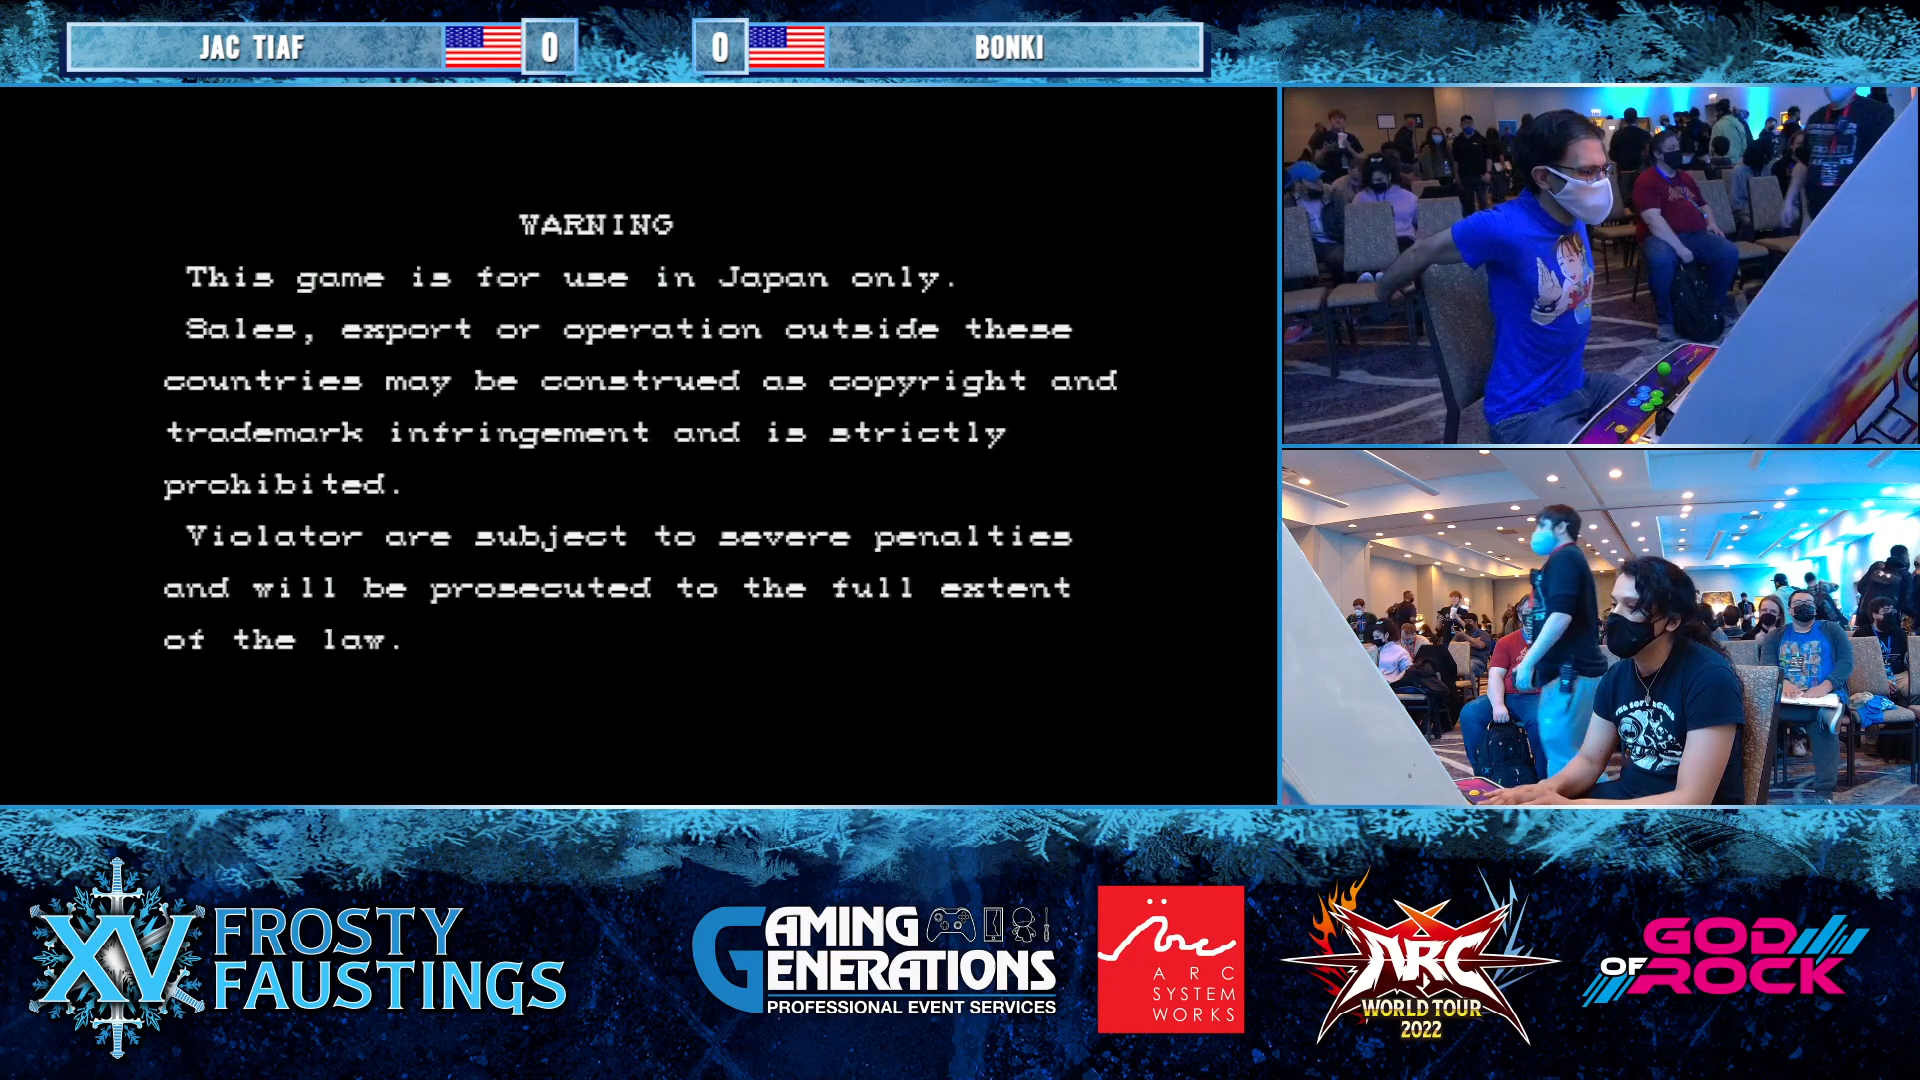 JAC TIAF 0
0 BONKI
WARNING
This game is for use in Japan only.
Sales, export or operation outside these
countries may be construed as copyright and
trademark infringement and is strictly
prohibited.
Violator are subject to severe penalties
and will be prosecuted to the full extent
of the law.
XV FROSTY
FAUSTINGS
GAMING
GENERATIONS
PROFESSIONAL EVENT SERVICES
Arc
ARC
SYSTEM
WORKS
ARC
WORLD TOUR
2022
GOD
OF ROCK